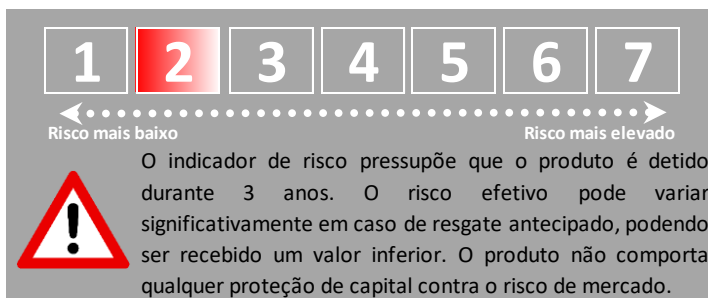 1 2 3 4 5 6 7
Risco mais baixo Risco mais elevado
O indicador de risco pressupõe que o produto é detido
durante 3 anos. O risco efetivo pode variar
significativamente em caso de resgate antecipado, podendo
ser recebido um valor inferior. O produto não comporta
qualquer proteção de capital contra o risco de mercado.